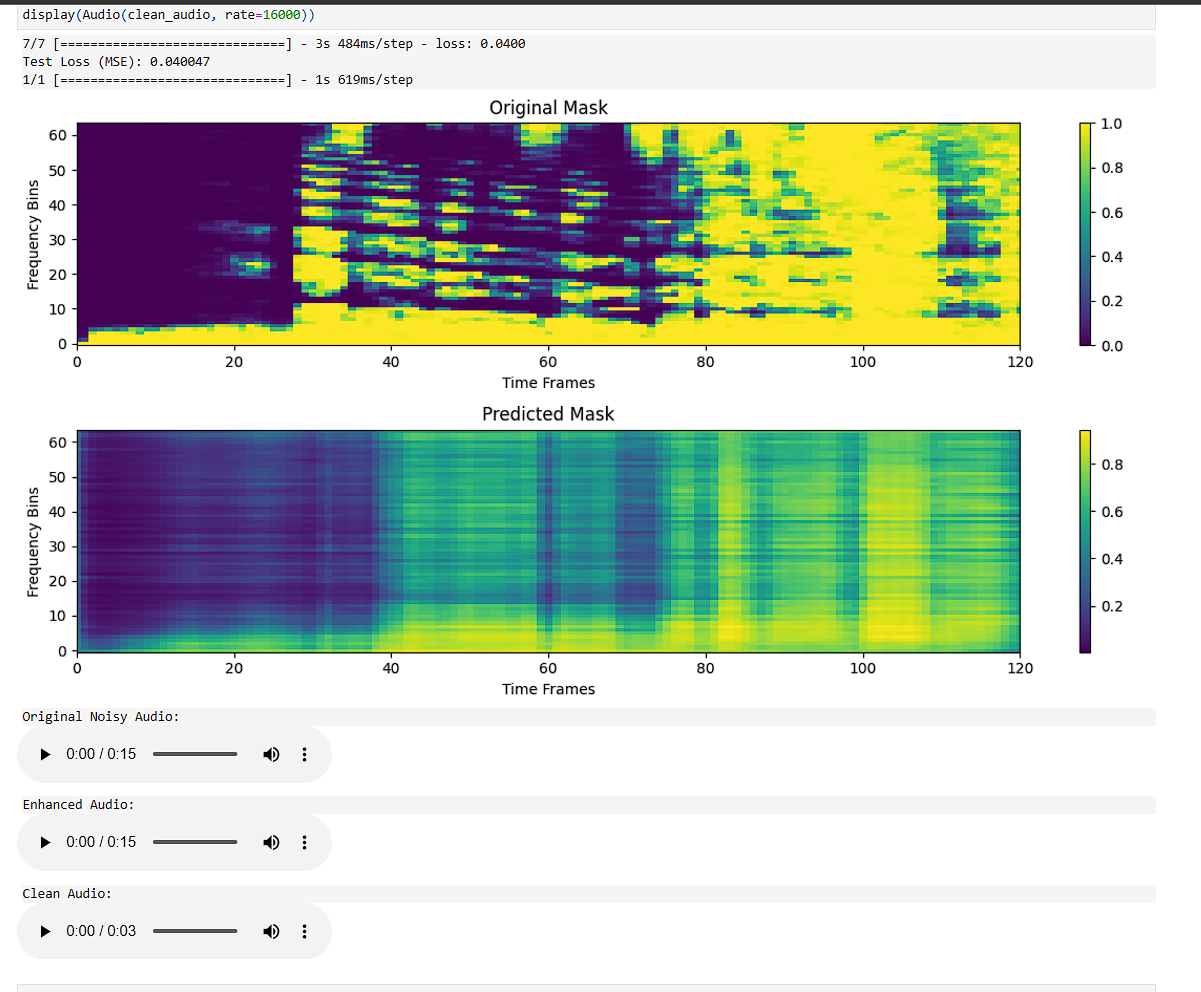 display(Audio(clean_audio, rate=16000))
7/7 [==============================] - 3s 484ms/step - loss: 0.0400
Test Loss (MSE): 0.040047
1/1 [==============================] - 1s 619ms/step
Original Mask
60
50
40
30
20
10
0
Frequency Bins
0 20 40 60 80 100 120
Time Frames
1.0
0.8
0.6
0.4
0.2
0.0
Predicted Mask
60
50
40
30
20
10
0
Frequency Bins
0 20 40 60 80 100 120
Time Frames
0.8
0.6
0.4
0.2
Original Noisy Audio:
0:00 / 0:15
Enhanced Audio:
0:00 / 0:15
Clean Audio:
0:00 / 0:03